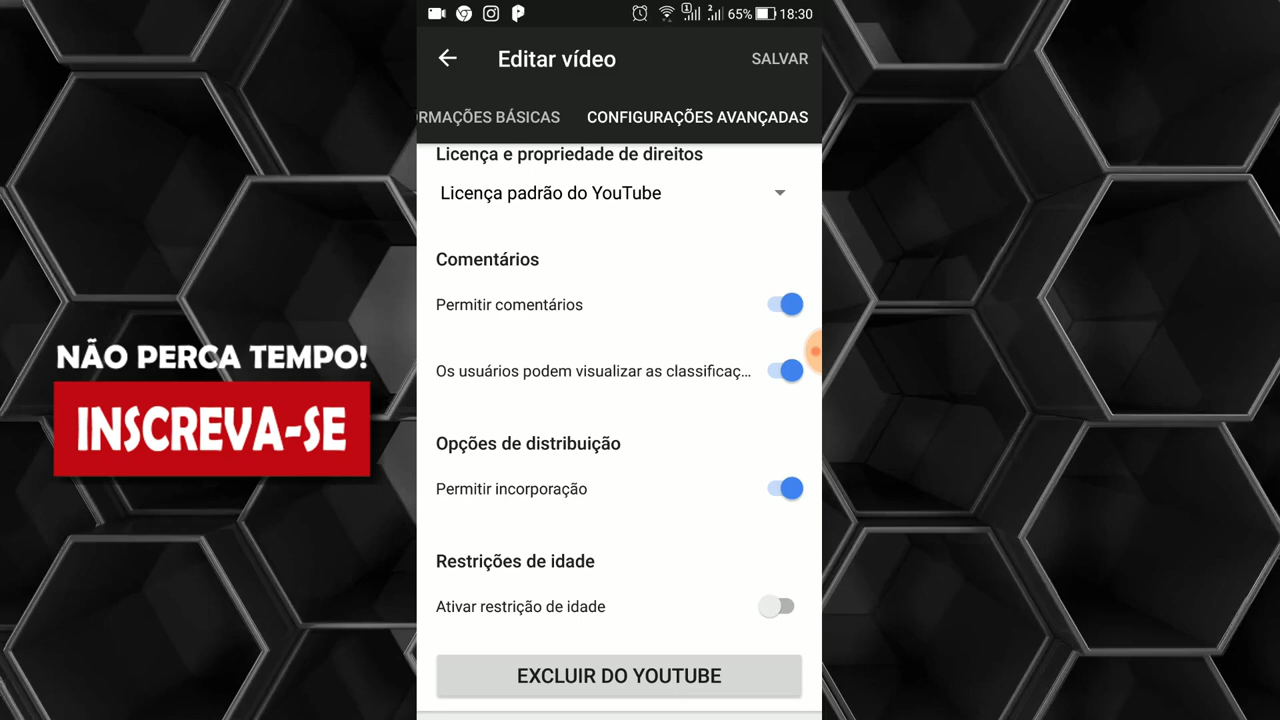 1
2
65%
18:30
Editar vídeo
SALVAR
RMAÇÕES BÁSICAS
CONFIGURAÇÕES AVANÇADAS
Licença e propriedade de direitos
Licença padrão do YouTube
Comentários
Permitir comentários
Os usuários podem visualizar as classificaç...
Opções de distribuição
Permitir incorporação
Restrições de idade
Ativar restrição de idade
EXCLUIR DO YOUTUBE
NÃO PERCA TEMPO!
INSCREVA-SE